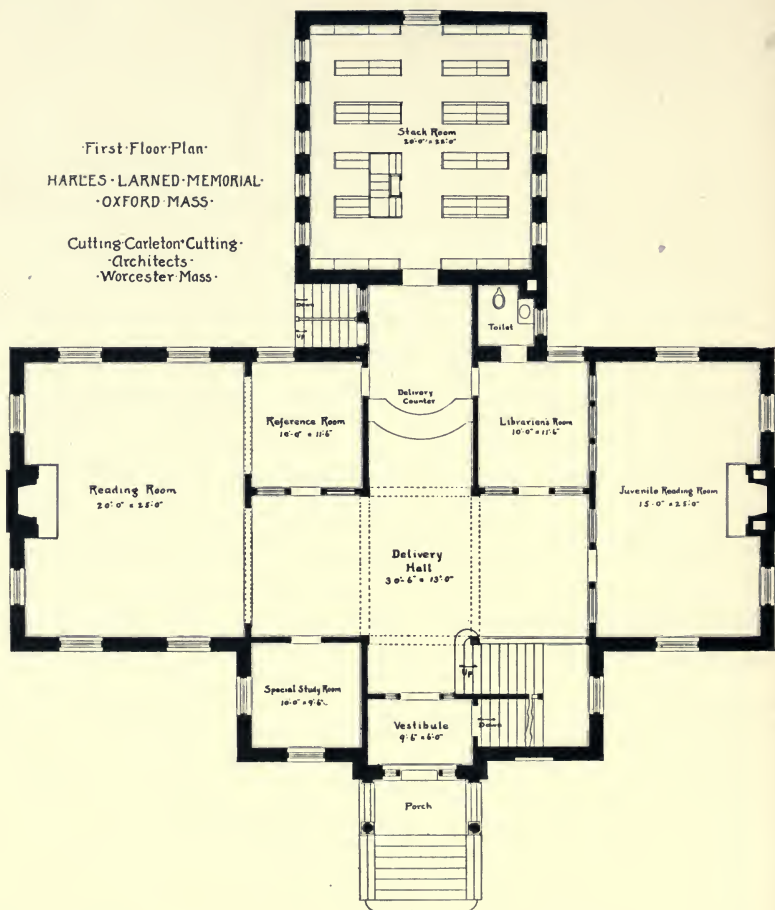 ·First·Floor·Plan·
HARLES·LARNED·MEMORIAL·
·OXFORD MASS·
Cutting·Carleton·Cutting·
·Architects·
·Worcester·Mass·
Stack Room
20'-0" × 28'-0"
Down
Up
Toilet
Delivery
Counter
Reference Room
10'-0" × 11'-6"
Librarian's Room
10'-0" × 11'-6"
Reading Room
20'-0" × 25'-0"
Juvenile Reading Room
15'-0" × 25'-0"
Delivery
Hall
30'-6" × 13'-0"
Up
Special Study Room
10'-0" × 9'-6"
Down
Vestibule
9'-6" × 6'-0"
Porch